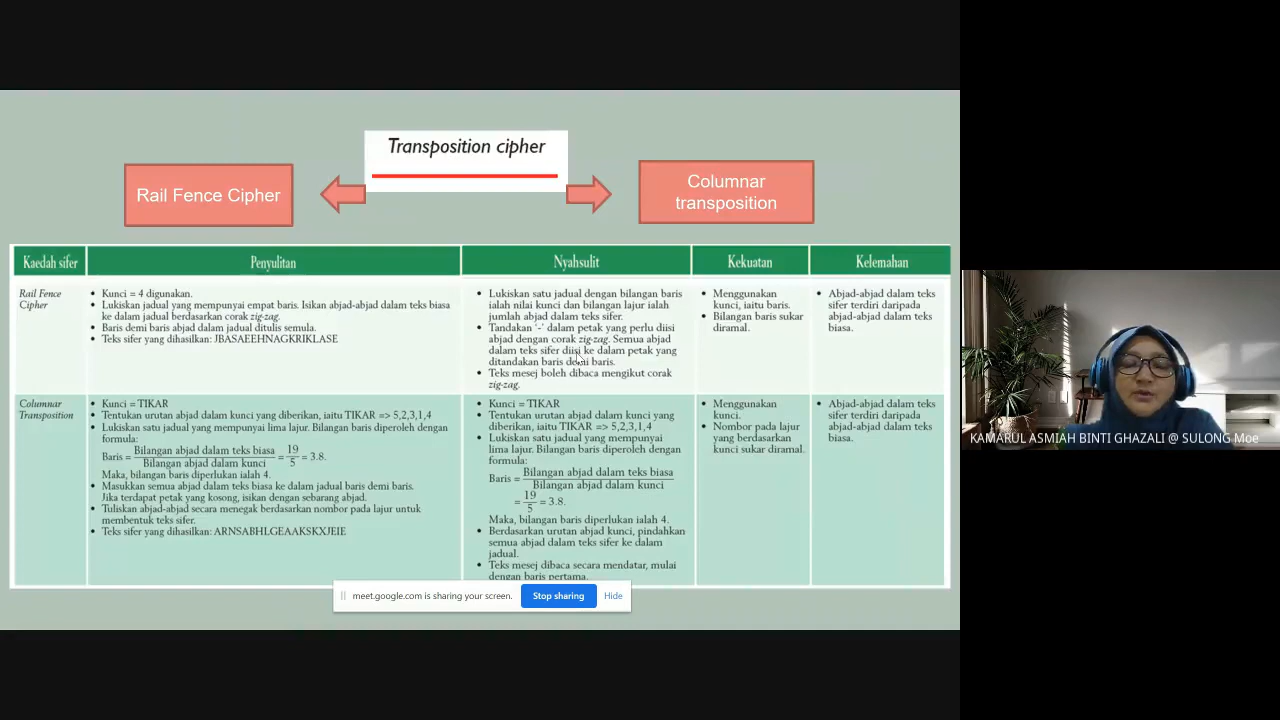 Transposition cipher
Rail Fence Cipher
Columnar
transposition
Kaedah sifer
Penyulitan
Nyahsulit
Kekuatan
Kelemahan
Rail Fence
Cipher
• Kunci = 4 digunakan.
• Lukiskan jadual yang mempunyai empat baris. Isikan abjad-abjad dalam teks biasa
ke dalam jadual berdasarkan corak zig-zag.
• Baris demi baris abjad dalam jadual ditulis semula.
• Teks sifer yang dihasilkan: JBASAEEHNAGKRIKLASE
• Lukiskan satu jadual dengan bilangan baris
ialah nilai kunci dan bilangan lajur ialah
jumlah abjad dalam teks sifer.
• Tandakan '-' dalam petak yang perlu diisi
abjad dengan corak zig-zag. Semua abjad
dalam teks sifer diisi ke dalam petak yang
ditandakan baris demi baris.
• Teks mesej boleh dibaca mengikut corak
zig-zag.
• Menggunakan
kunci, iaitu baris.
• Bilangan baris sukar
diramal.
• Abjad-abjad dalam teks
sifer terdiri daripada
abjad-abjad dalam teks
biasa.
Columnar
Transposition
• Kunci = TIKAR
• Tentukan urutan abjad dalam kunci yang diberikan, iaitu TIKAR => 5,2,3,1,4
• Lukiskan jadual yang mempunyai lima lajur. Bilangan baris diperoleh dengan
formula:
Baris = Bilangan abjad dalam teks biasa / Bilangan abjad dalam kunci = 19/5 = 3.8.
Maka, bilangan baris diperlukan ialah 4.
• Masukkan semua abjad dalam teks biasa ke dalam jadual baris demi baris.
Jika terdapat petak yang kosong, isikan dengan sebarang abjad.
• Tuliskan abjad-abjad secara menegak berdasarkan nombor pada lajur untuk
membentuk teks sifer.
• Teks sifer yang dihasilkan: ARNSABHLGEAAKSKXJEIE
• Kunci = TIKAR
• Tentukan urutan abjad dalam kunci yang
diberikan, iaitu TIKAR => 5,2,3,1,4
• Lukiskan satu jadual yang mempunyai
lima lajur. Bilangan baris diperoleh dengan
formula:
Baris = Bilangan abjad dalam teks biasa / Bilangan abjad dalam kunci
= 19/5 = 3.8.
Maka, bilangan baris diperlukan ialah 4.
• Berdasarkan urutan abjad kunci, pindahkan
semua abjad dalam teks sifer ke dalam
jadual.
• Teks mesej dibaca secara mendatar, mulai
dengan baris pertama.
• Menggunakan
kunci.
• Nombor pada lajur
yang berdasarkan
kunci sukar diramal.
• Abjad-abjad dalam teks
sifer terdiri daripada
abjad-abjad dalam teks
biasa.
meet.google.com is sharing your screen.
Stop sharing
Hide
KAMARUL ASMIAH BINTI GHAZALI @ SULONG Moe